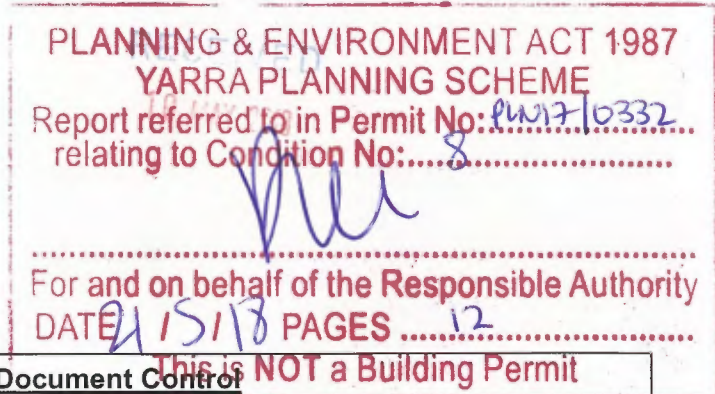 PLANNING & ENVIRONMENT ACT 1987
YARRA PLANNING SCHEME
Report referred to in Permit No: PLN17/0332
relating to Condition No: 8
For and on behalf of the Responsible Authority
DATE 21/5/18 PAGES 12
This is NOT a Building Permit
Document Control